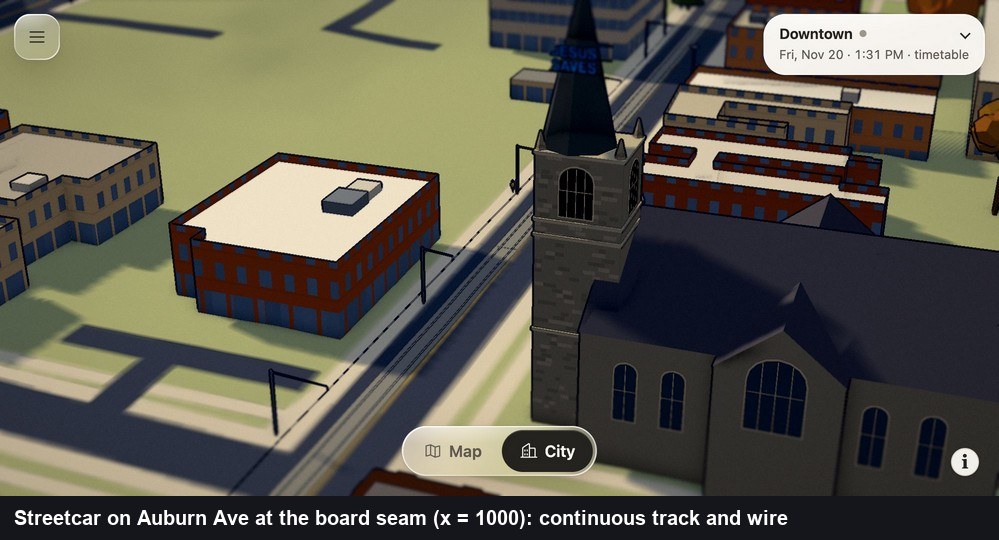 JESUS
SAVES
Downtown
Fri, Nov 20 · 1:31 PM · timetable
Map
City
Streetcar on Auburn Ave at the board seam (x = 1000): continuous track and wire